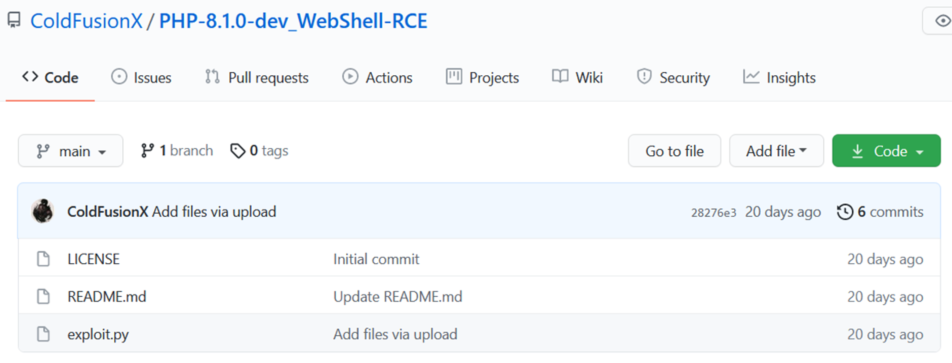 ColdFusionX / PHP-8.1.0-dev_WebShell-RCE
Code Issues Pull requests Actions Projects Wiki Security Insights
main 1 branch 0 tags Go to file Add file Code
ColdFusionX Add files via upload 28276e3 20 days ago 6 commits
LICENSE Initial commit 20 days ago
README.md Update README.md 20 days ago
exploit.py Add files via upload 20 days ago